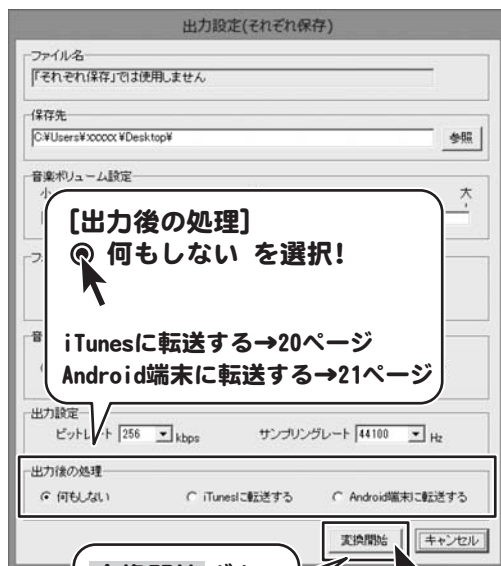 出力設定(それぞれ保存)
ファイル名
「それぞれ保存」では使用しません
保存先
C:¥Users¥xxxxx¥Desktop¥
参照
音楽ボリューム設定
小
大
[出力後の処理]
何もしない を選択!
iTunesに転送する→20ページ
Android端末に転送する→21ページ
出力設定
ビットレート 256 kbps サンプリングレート 44100 Hz
出力後の処理
何もしない iTunesに転送する Android端末に転送する
変換開始 キャンセル